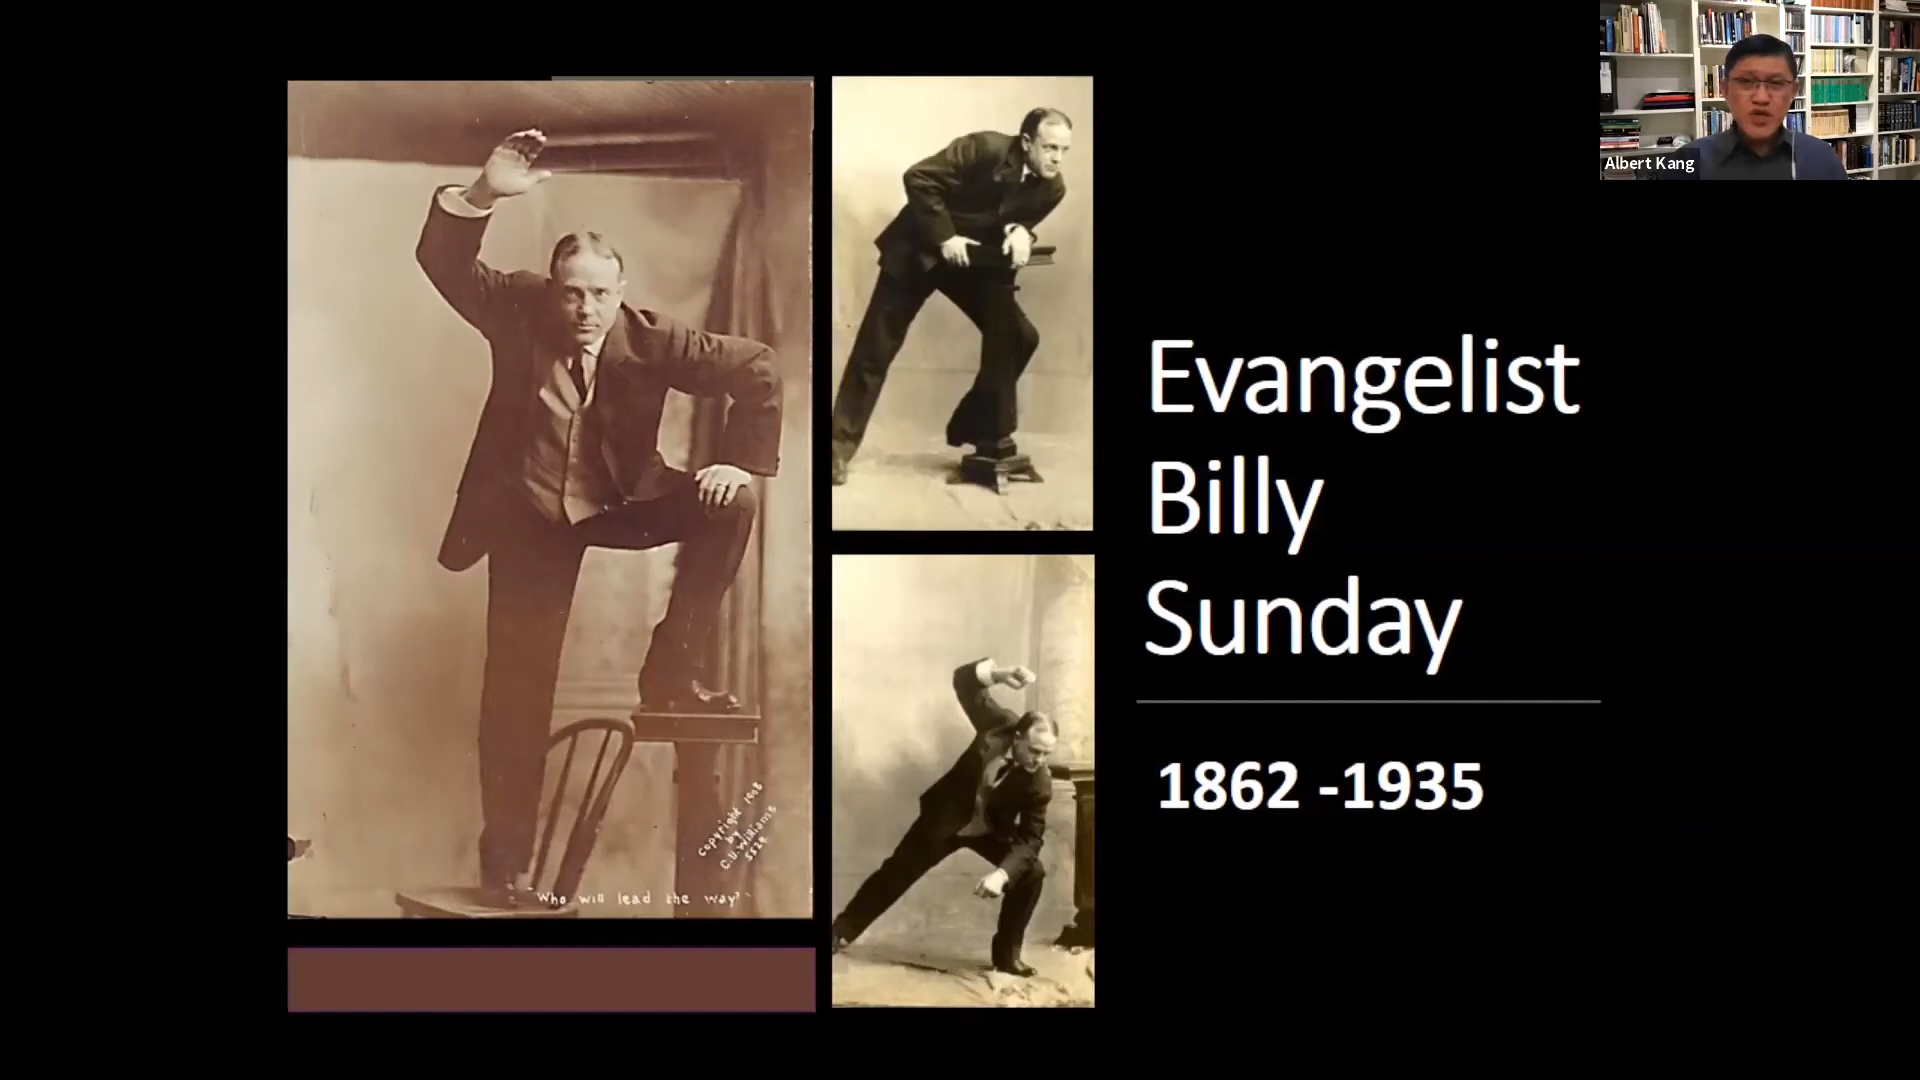 Albert Kang
Evangelist
Billy
Sunday
1862 -1935
Copyright 1908
by
C.U. Williams
"Who will lead the way"